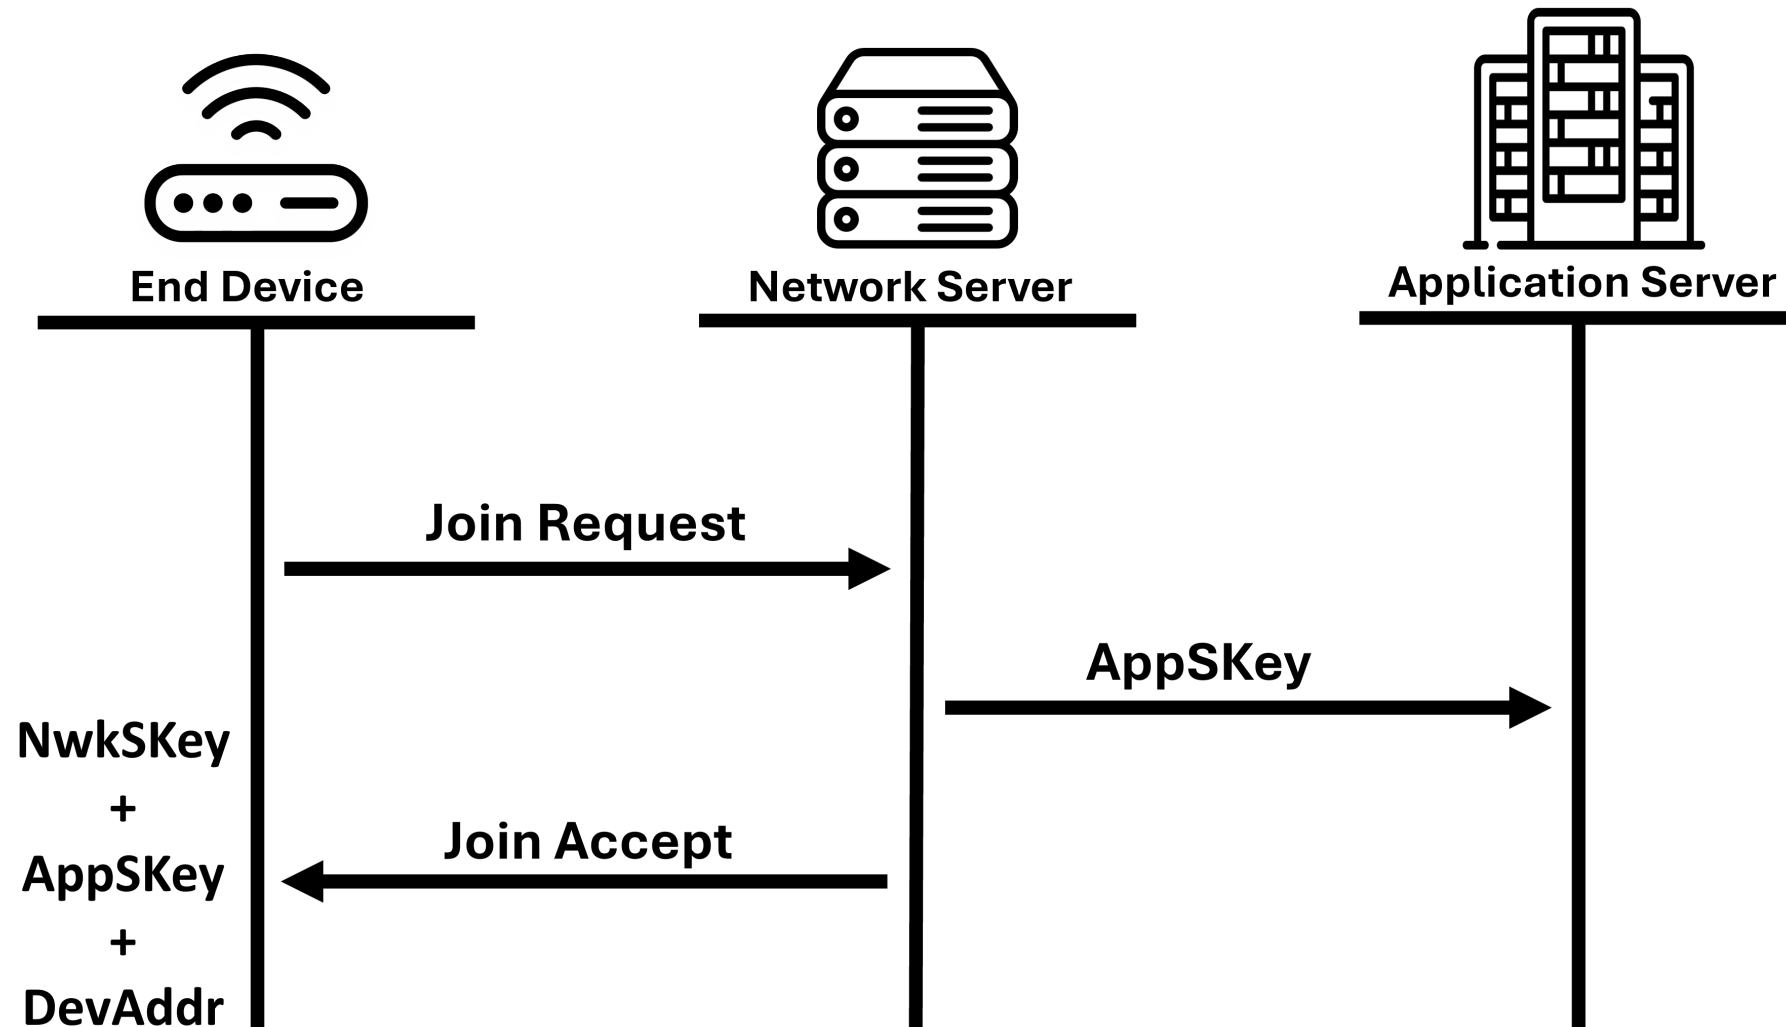 End Device
Network Server
Application Server
Join Request
AppSKey
NwkSKey
+
AppSKey
+
DevAddr
Join Accept